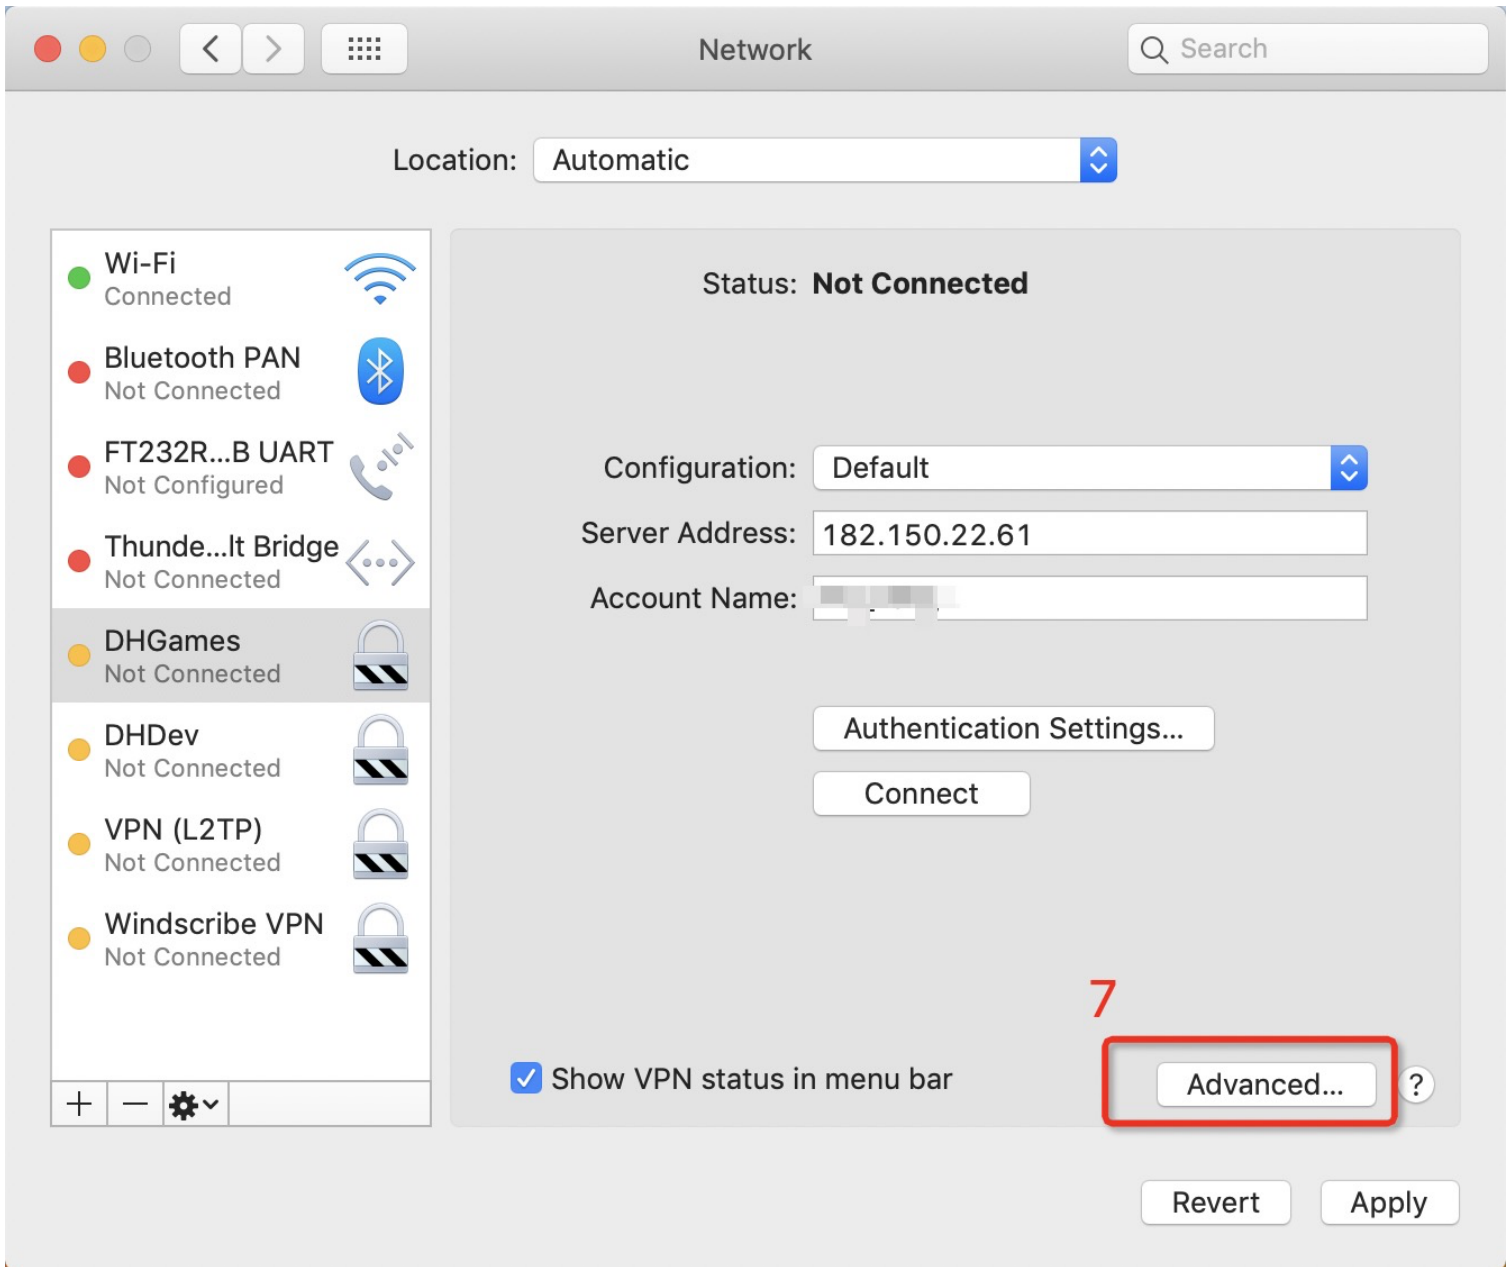 Network
Search
Location: Automatic
Wi-Fi
Connected
Bluetooth PAN
Not Connected
FT232R...B UART
Not Configured
Thunde...lt Bridge
Not Connected
DHGames
Not Connected
DHDev
Not Connected
VPN (L2TP)
Not Connected
Windscribe VPN
Not Connected
Status: Not Connected
Configuration: Default
Server Address: 182.150.22.61
Account Name:
Authentication Settings...
Connect
7
Show VPN status in menu bar
Advanced...
?
Revert
Apply